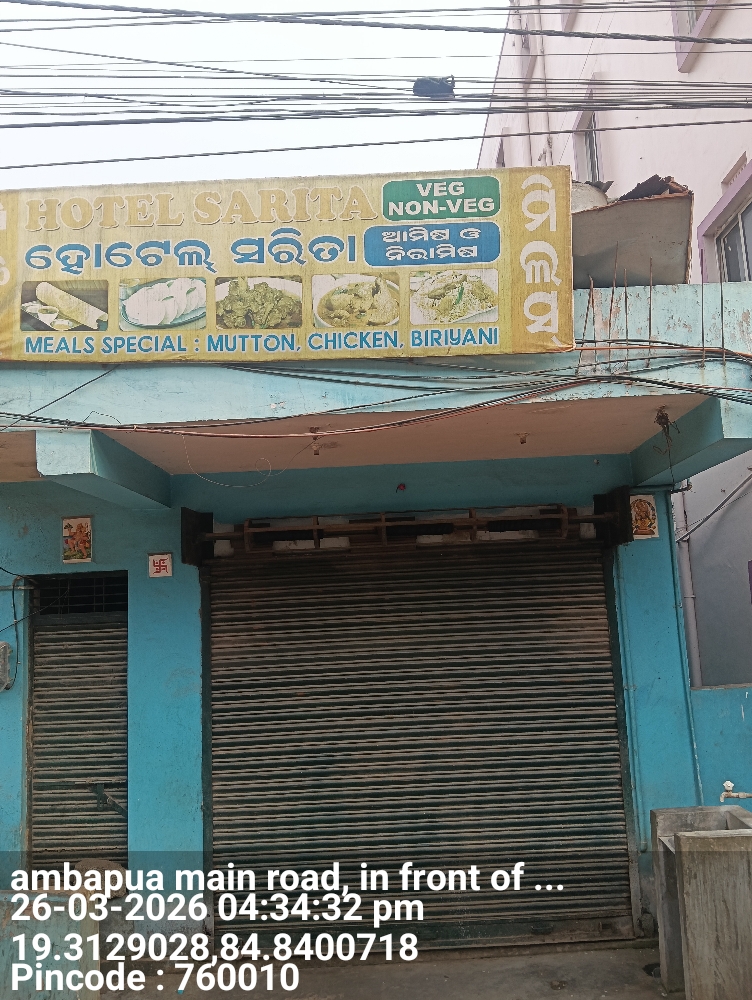 HOTEL SARITA
VEG
NON-VEG
ହୋଟେଲ୍ ସରିତା
ଆମିଷ ଓ
ନିରାମିଷ
ମିଲସ୍
MEALS SPECIAL : MUTTON, CHICKEN, BIRIYANI
ambapua main road, in front of ...
26-03-2026 04:34:32 pm
19.3129028,84.8400718
Pincode : 760010